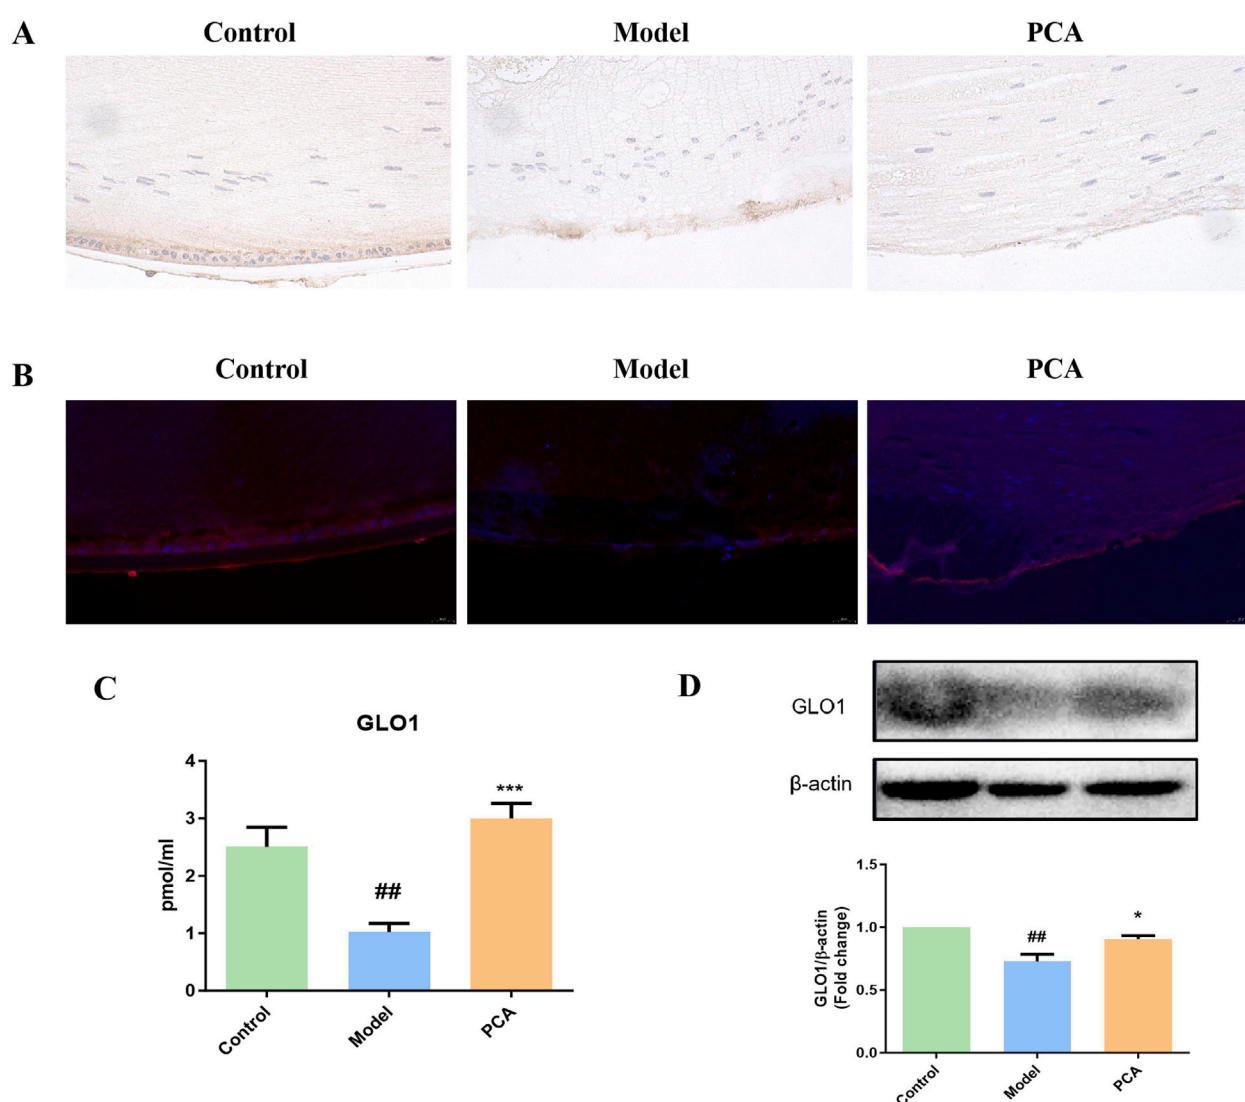 A
Control
Model
PCA
B
Control
Model
PCA
C
GLO1
pmol/ml
4
3
2
1
0
##
***
Control
Model
PCA
D
GLO1
β-actin
GLO1/β-actin
(Fold change)
1.5
1.0
0.5
0.0
##
*
Control
Model
PCA